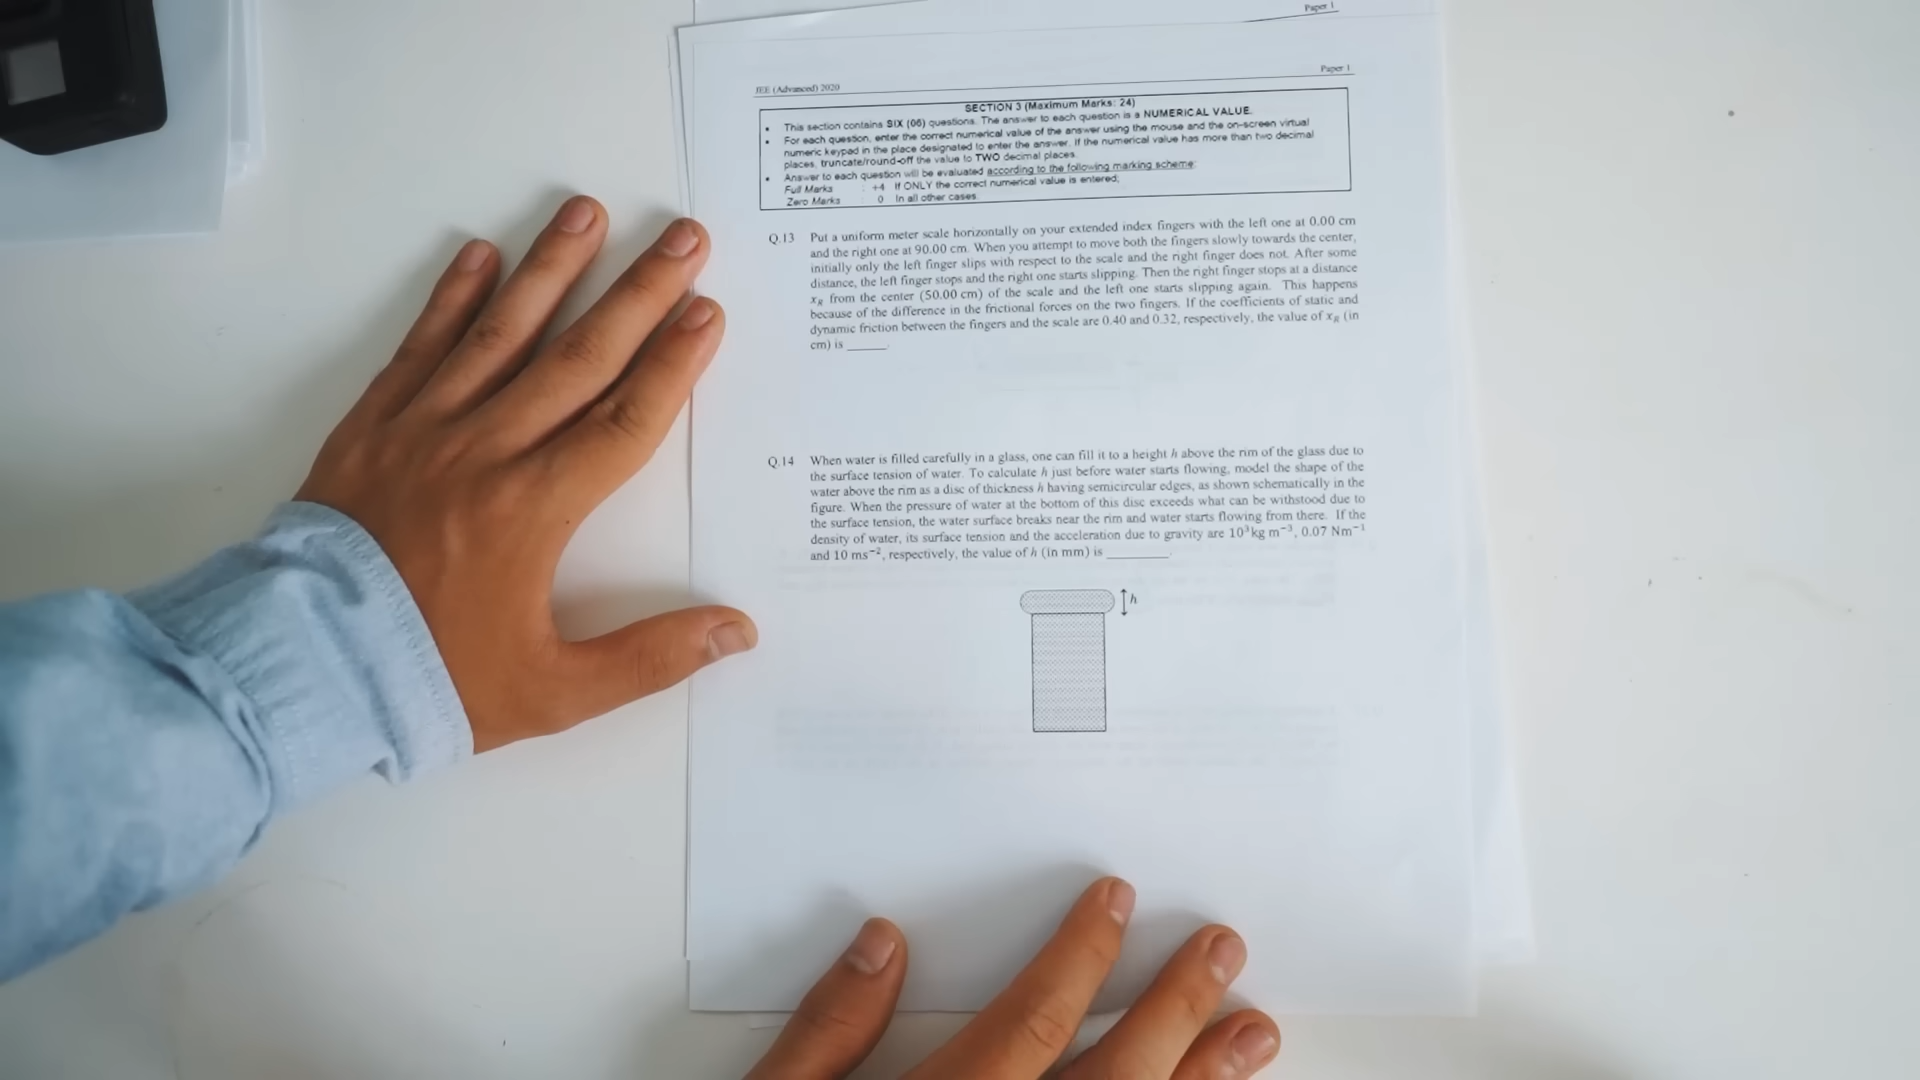 Paper 1
JEE (Advanced) 2020
Paper 1
SECTION 3 (Maximum Marks: 24)
• This section contains SIX (06) questions. The answer to each question is a NUMERICAL VALUE.
• For each question, enter the correct numerical value of the answer using the mouse and the on-screen virtual
numeric keypad in the place designated to enter the answer. If the numerical value has more than two decimal
places, truncate/round-off the value to TWO decimal places.
• Answer to each question will be evaluated according to the following marking scheme:
Full Marks : +4 If ONLY the correct numerical value is entered;
Zero Marks : 0 In all other cases.
Q.13 Put a uniform meter scale horizontally on your extended index fingers with the left one at 0.00 cm
and the right one at 90.00 cm. When you attempt to move both the fingers slowly towards the center,
initially only the left finger slips with respect to the scale and the right finger does not. After some
distance, the left finger stops and the right one starts slipping. Then the right finger stops at a distance
x_R from the center (50.00 cm) of the scale and the left one starts slipping again. This happens
because of the difference in the frictional forces on the two fingers. If the coefficients of static and
dynamic friction between the fingers and the scale are 0.40 and 0.32, respectively, the value of x_R (in
cm) is ______.
Q.14 When water is filled carefully in a glass, one can fill it to a height h above the rim of the glass due to
the surface tension of water. To calculate h just before water starts flowing, model the shape of the
water above the rim as a disc of thickness h having semicircular edges, as shown schematically in the
figure. When the pressure of water at the bottom of this disc exceeds what can be withstood due to
the surface tension, the water surface breaks near the rim and water starts flowing from there. If the
density of water, its surface tension and the acceleration due to gravity are 10³ kg m⁻³, 0.07 Nm⁻¹
and 10 ms⁻², respectively, the value of h (in mm) is _________.
h